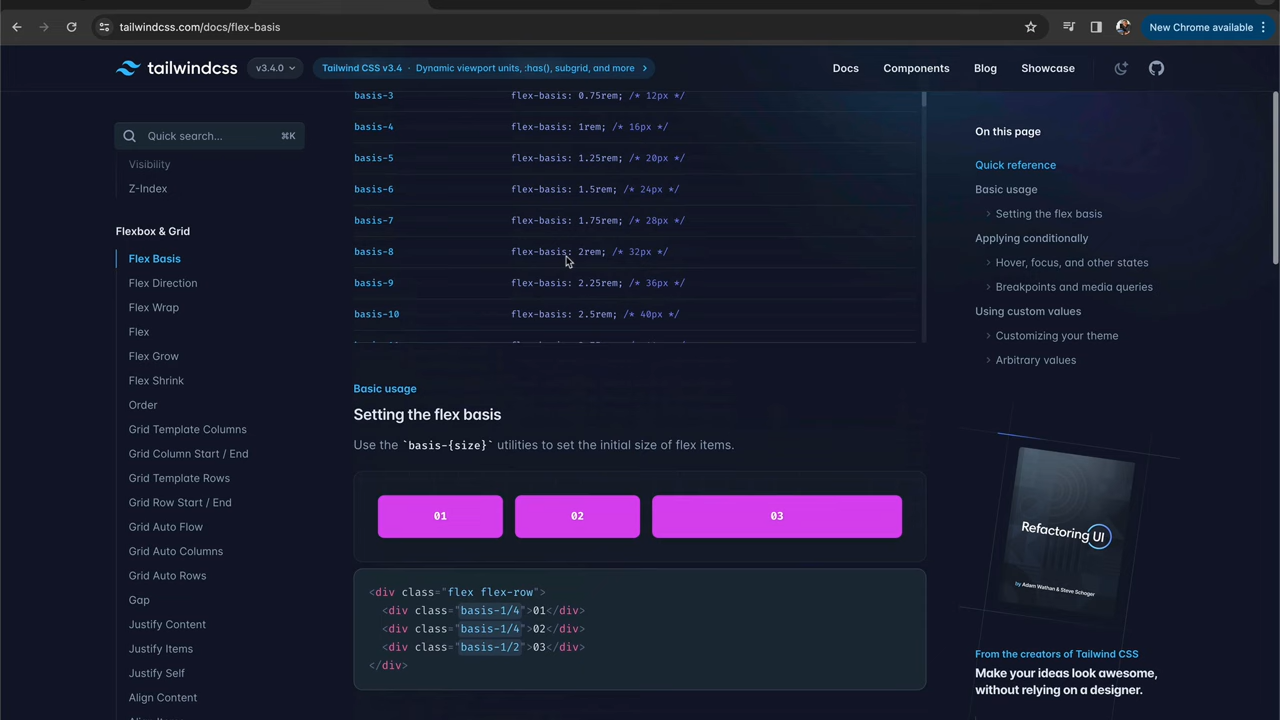 tailwindcss.com/docs/flex-basis
New Chrome available
tailwindcss
v3.4.0
Tailwind CSS v3.4 · Dynamic viewport units, :has(), subgrid, and more
Docs
Components
Blog
Showcase
Quick search...
⌘K
Visibility
Z-Index
Flexbox & Grid
Flex Basis
Flex Direction
Flex Wrap
Flex
Flex Grow
Flex Shrink
Order
Grid Template Columns
Grid Column Start / End
Grid Template Rows
Grid Row Start / End
Grid Auto Flow
Grid Auto Columns
Grid Auto Rows
Gap
Justify Content
Justify Items
Justify Self
Align Content
basis-3 flex-basis: 0.75rem; /* 12px */
basis-4 flex-basis: 1rem; /* 16px */
basis-5 flex-basis: 1.25rem; /* 20px */
basis-6 flex-basis: 1.5rem; /* 24px */
basis-7 flex-basis: 1.75rem; /* 28px */
basis-8 flex-basis: 2rem; /* 32px */
basis-9 flex-basis: 2.25rem; /* 36px */
basis-10 flex-basis: 2.5rem; /* 40px */
Basic usage
Setting the flex basis
Use the `basis-{size}` utilities to set the initial size of flex items.
01 02 03
<div class="flex flex-row">
<div class="basis-1/4">01</div>
<div class="basis-1/4">02</div>
<div class="basis-1/2">03</div>
</div>
On this page
Quick reference
Basic usage
Setting the flex basis
Applying conditionally
Hover, focus, and other states
Breakpoints and media queries
Using custom values
Customizing your theme
Arbitrary values
Refactoring UI
by Adam Wathan & Steve Schoger
From the creators of Tailwind CSS
Make your ideas look awesome,
without relying on a designer.